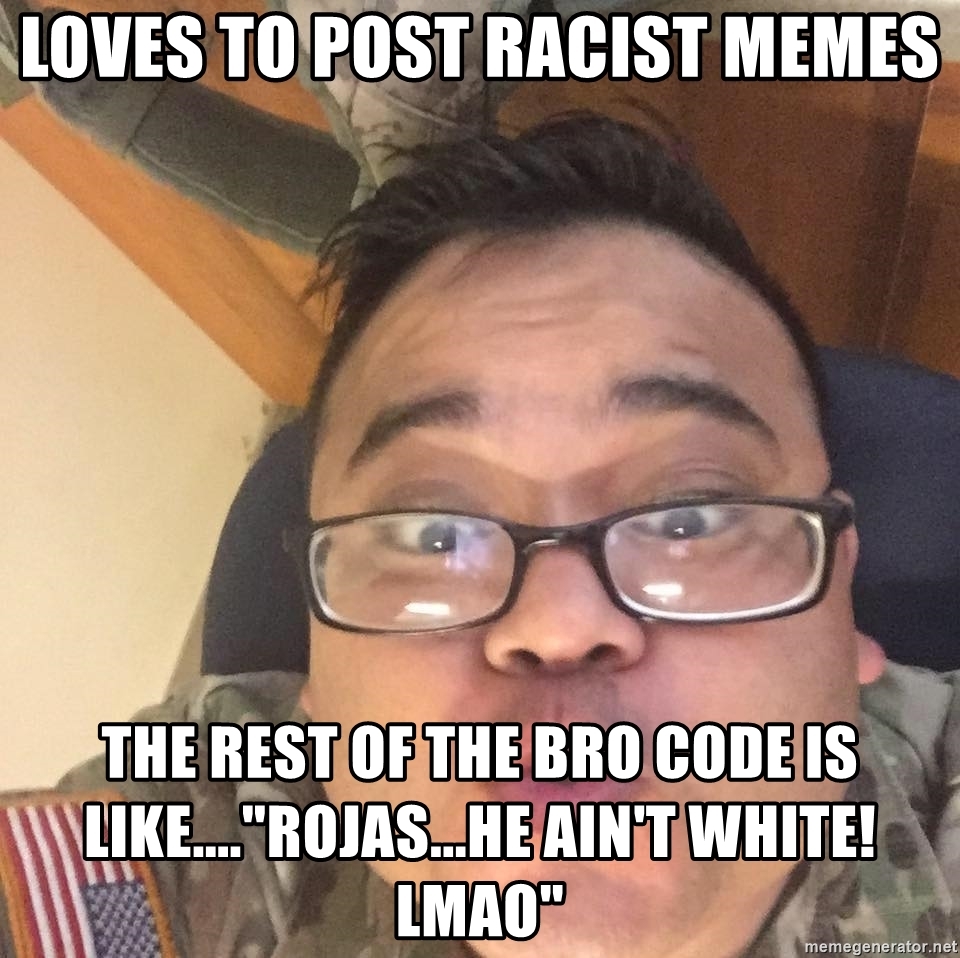 LOVES TO POST RACIST MEMES
THE REST OF THE BRO CODE IS
LIKE...."ROJAS...HE AIN'T WHITE!
LMAO"
memegenerator.net